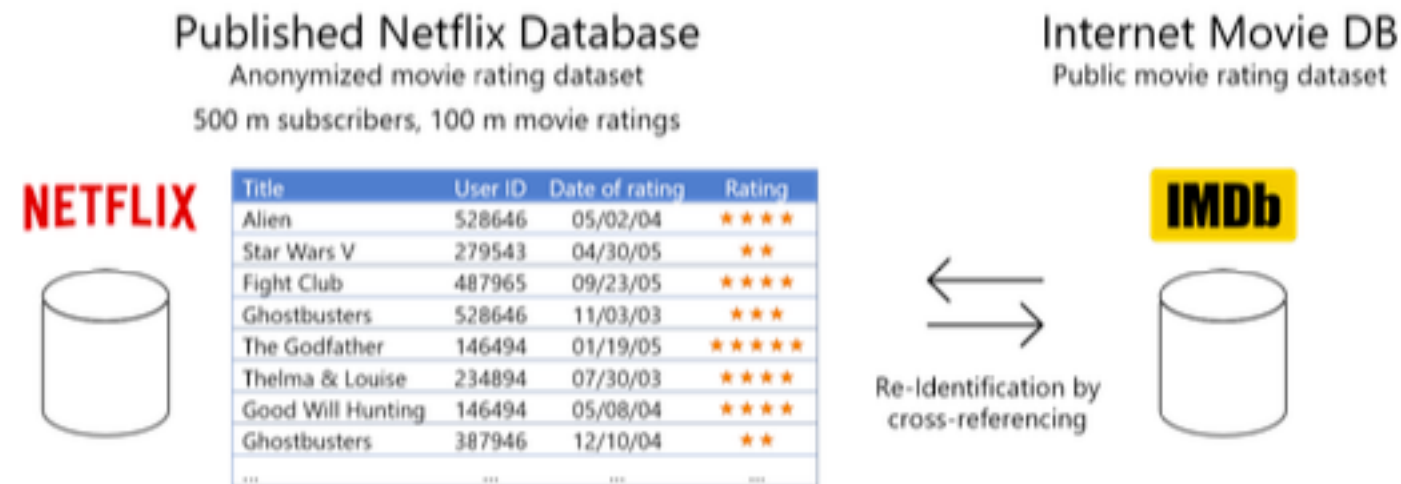 Published Netflix Database
Anonymized movie rating dataset
500 m subscribers, 100 m movie ratings
Internet Movie DB
Public movie rating dataset
NETFLIX
Title User ID Date of rating Rating
Alien 528646 05/02/04 ★★★★
Star Wars V 279543 04/30/05 ★★
Fight Club 487965 09/23/05 ★★★★
Ghostbusters 528646 11/03/03 ★★★
The Godfather 146494 01/19/05 ★★★★★
Thelma & Louise 234894 07/30/03 ★★★★
Good Will Hunting 146494 05/08/04 ★★★★
Ghostbusters 387946 12/10/04 ★★
... ... ... ...
IMDb
Re-Identification by
cross-referencing